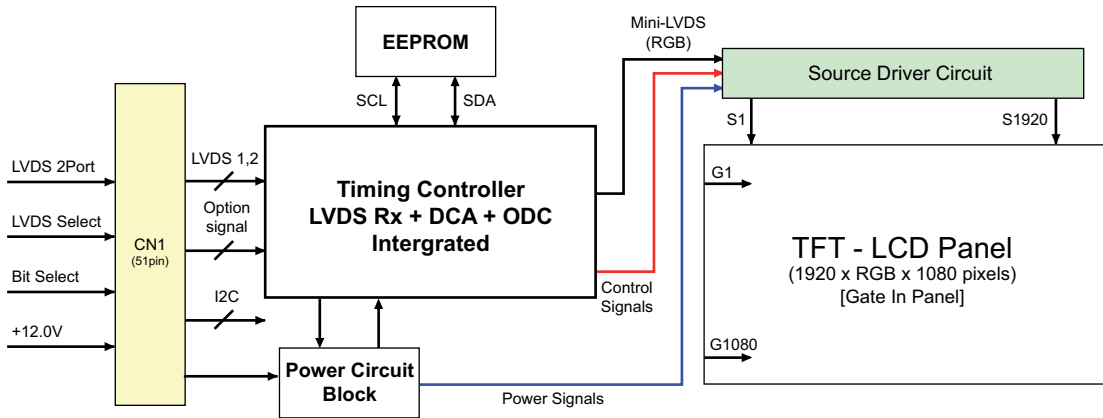 EEPROM
SCL
SDA
Mini-LVDS
(RGB)
Source Driver Circuit
S1
S1920
LVDS 2Port
LVDS Select
Bit Select
+12.0V
CN1
(51pin)
LVDS 1,2
Option
signal
I2C
Timing Controller
LVDS Rx + DCA + ODC
Intergrated
Control
Signals
Power Circuit
Block
Power Signals
G1
TFT - LCD Panel
(1920 x RGB x 1080 pixels)
[Gate In Panel]
G1080